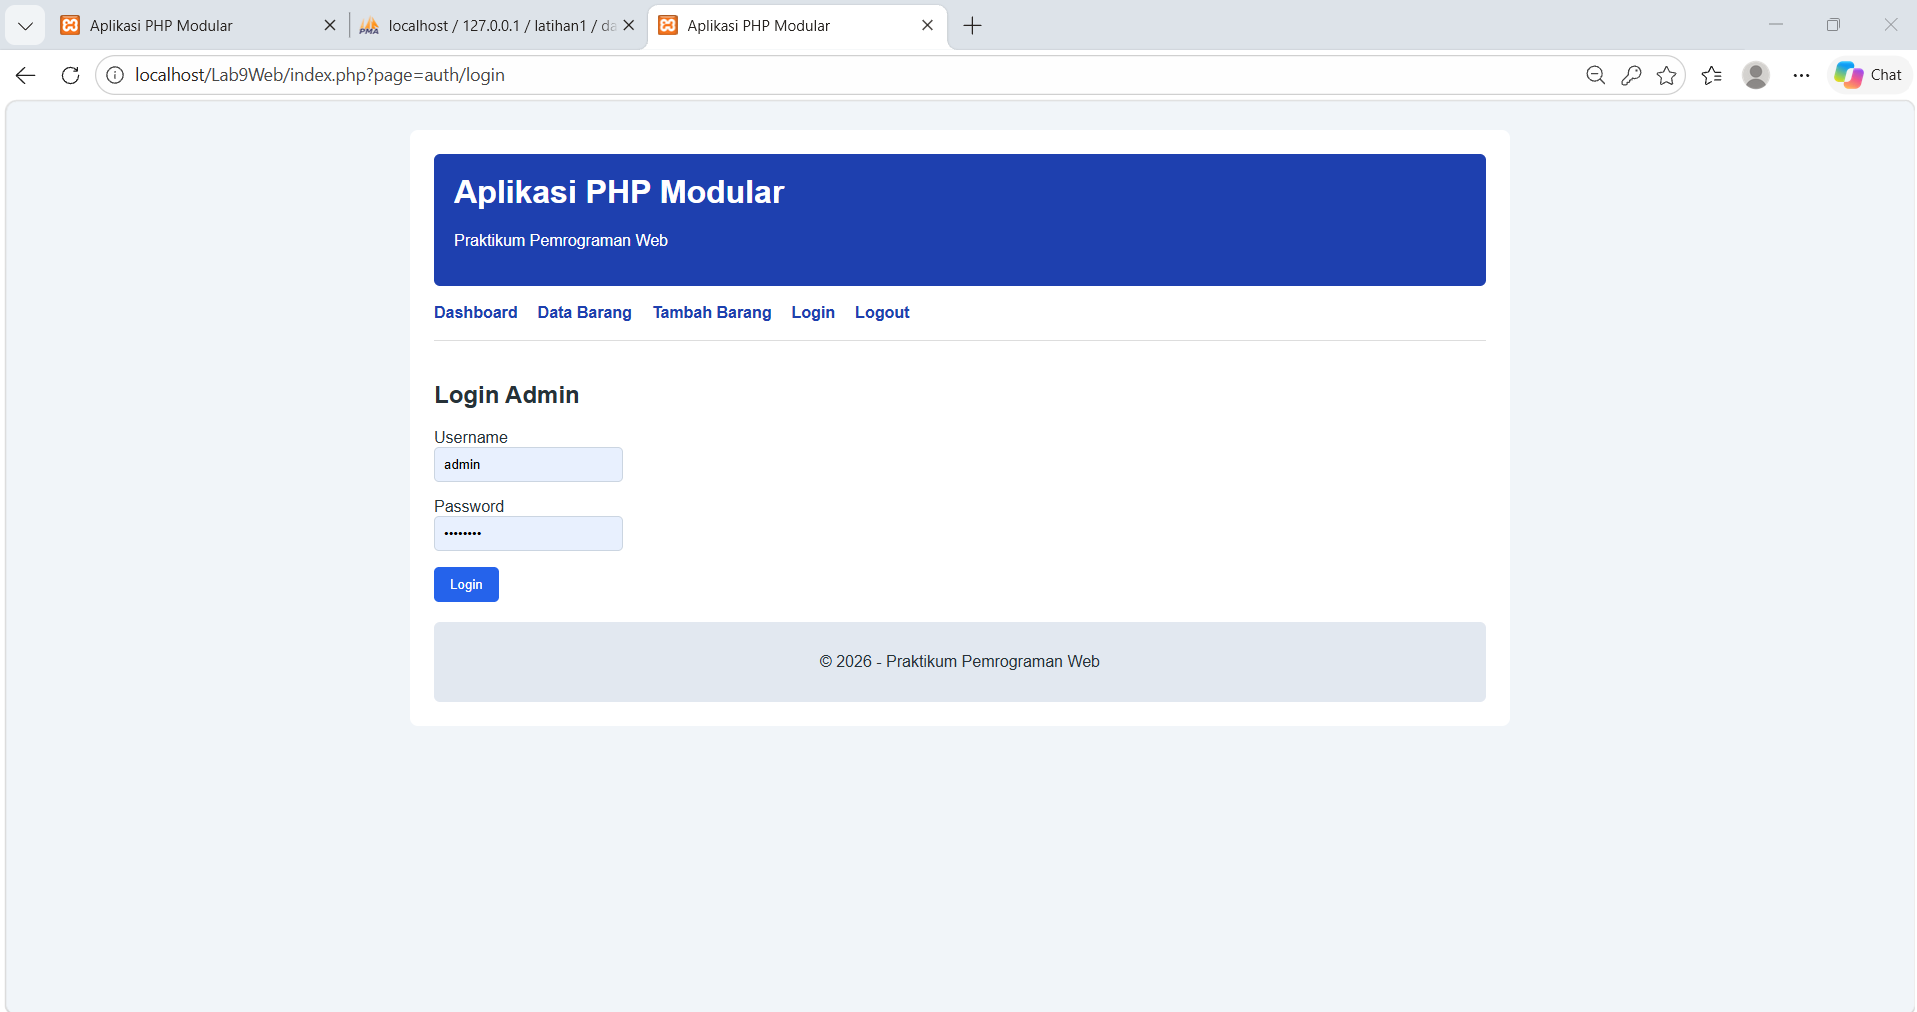 Aplikasi PHP Modular
localhost / 127.0.0.1 / latihan1 / da
Aplikasi PHP Modular
localhost/Lab9Web/index.php?page=auth/login
Chat
Aplikasi PHP Modular
Praktikum Pemrograman Web
Dashboard Data Barang Tambah Barang Login Logout
Login Admin
Username
admin
Password
••••••••
Login
© 2026 - Praktikum Pemrograman Web